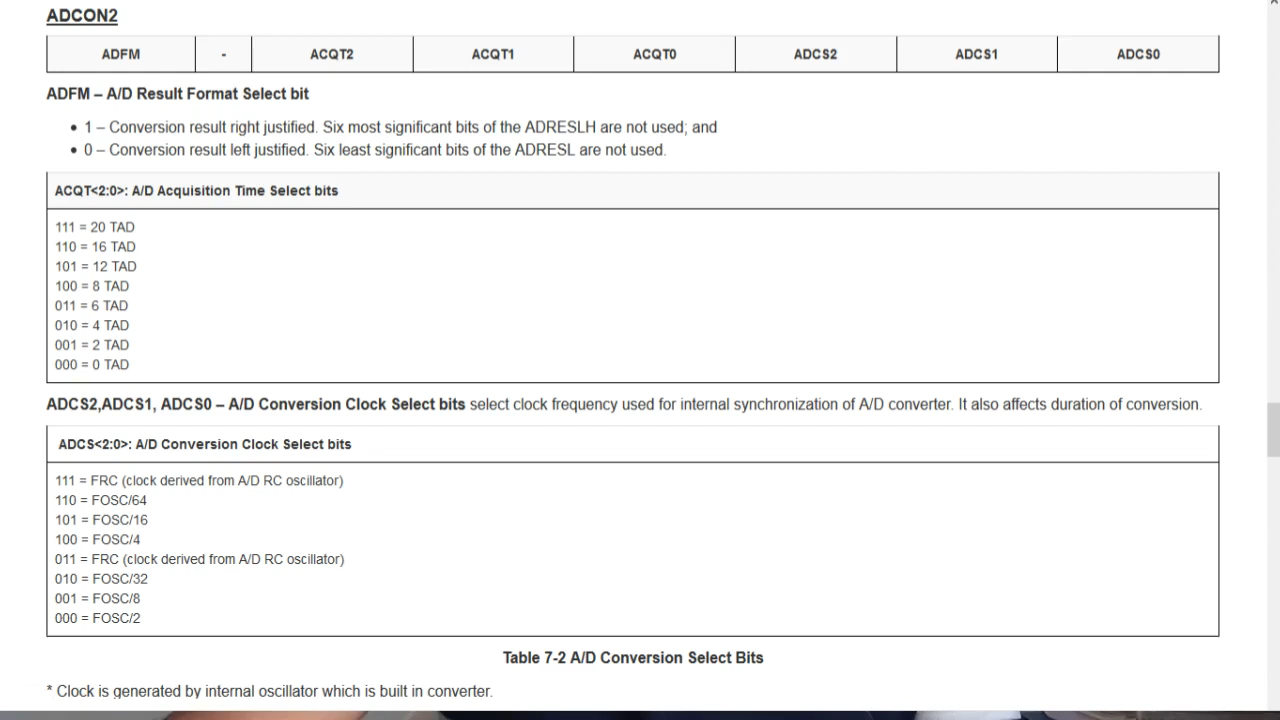 ADCON2
ADFM - ACQT2 ACQT1 ACQT0 ADCS2 ADCS1 ADCS0
ADFM – A/D Result Format Select bit
• 1 – Conversion result right justified. Six most significant bits of the ADRESLH are not used; and
• 0 – Conversion result left justified. Six least significant bits of the ADRESL are not used.
ACQT<2:0>: A/D Acquisition Time Select bits
111 = 20 TAD
110 = 16 TAD
101 = 12 TAD
100 = 8 TAD
011 = 6 TAD
010 = 4 TAD
001 = 2 TAD
000 = 0 TAD
ADCS2,ADCS1, ADCS0 – A/D Conversion Clock Select bits select clock frequency used for internal synchronization of A/D converter. It also affects duration of conversion.
ADCS<2:0>: A/D Conversion Clock Select bits
111 = FRC (clock derived from A/D RC oscillator)
110 = FOSC/64
101 = FOSC/16
100 = FOSC/4
011 = FRC (clock derived from A/D RC oscillator)
010 = FOSC/32
001 = FOSC/8
000 = FOSC/2
Table 7-2 A/D Conversion Select Bits
* Clock is generated by internal oscillator which is built in converter.